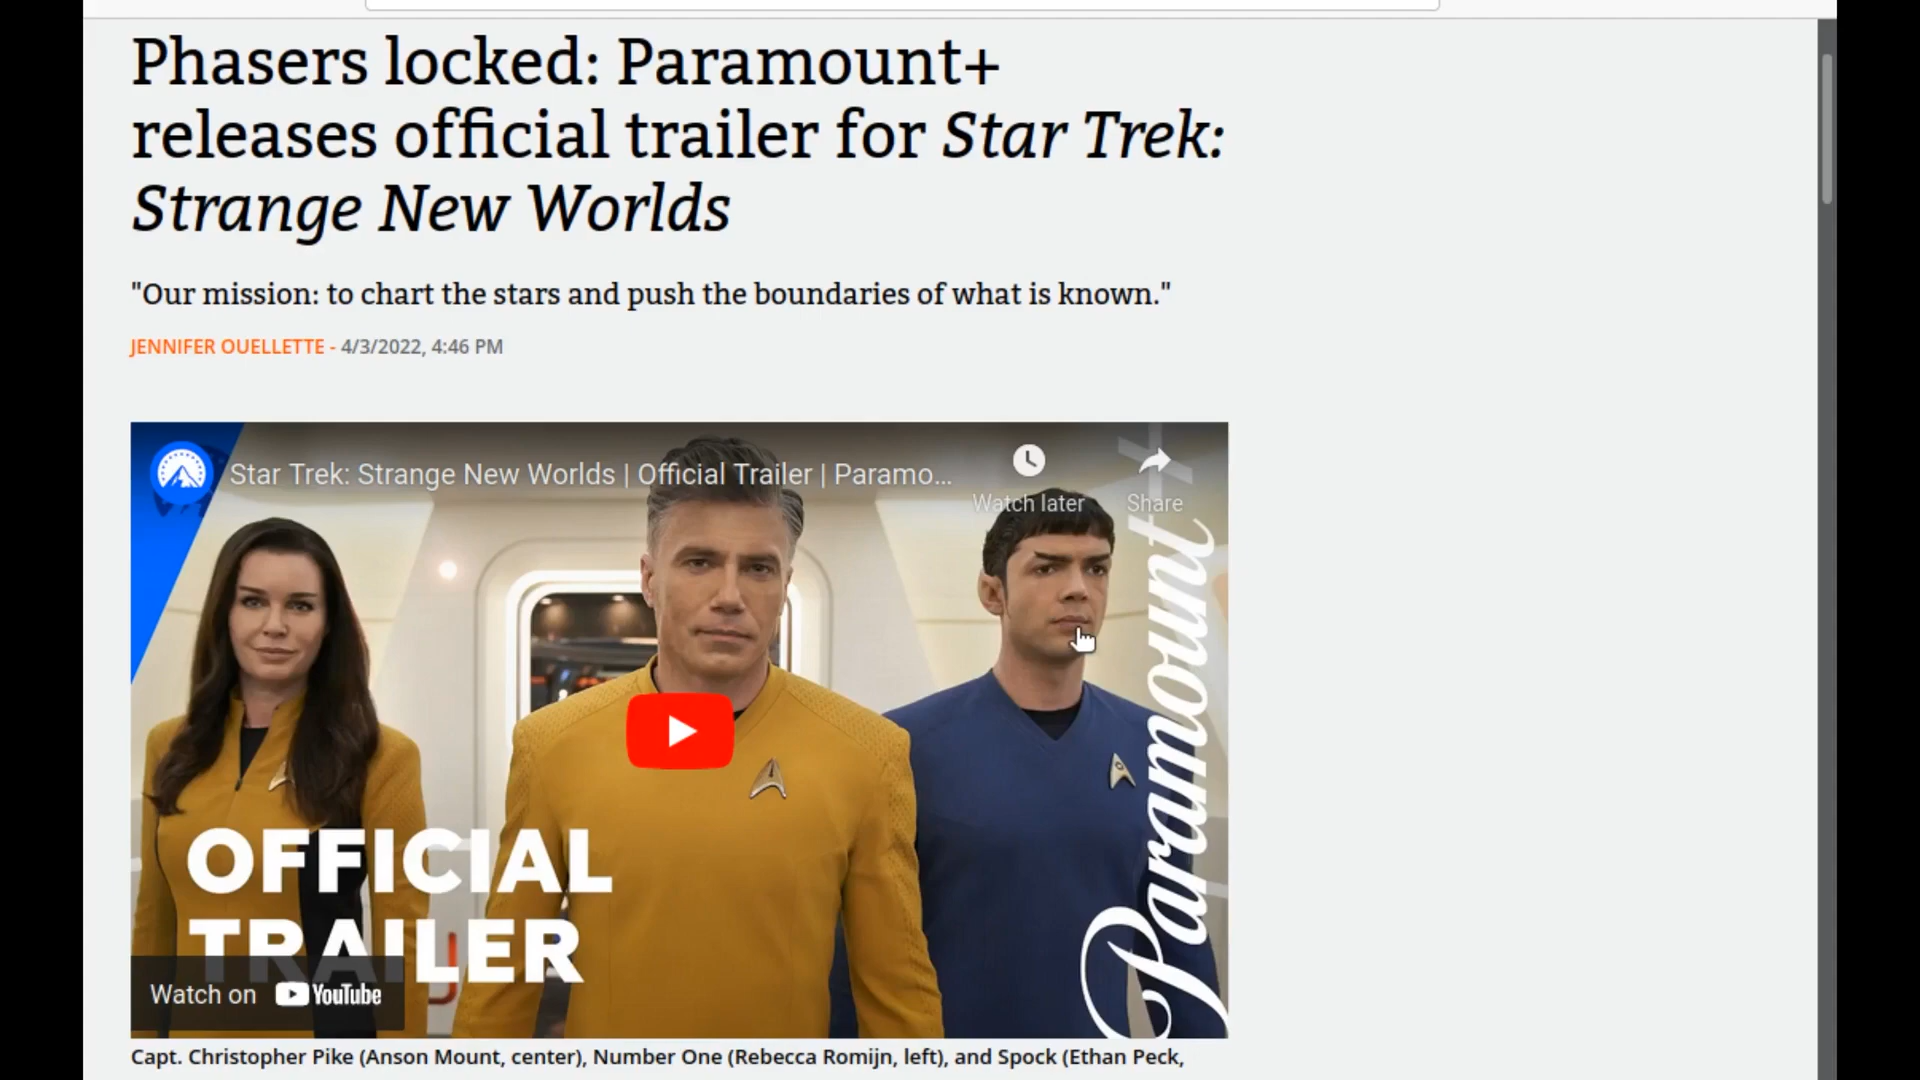 Phasers locked: Paramount+
releases official trailer for Star Trek:
Strange New Worlds
"Our mission: to chart the stars and push the boundaries of what is known."
JENNIFER OUELLETTE - 4/3/2022, 4:46 PM
Star Trek: Strange New Worlds | Official Trailer | Paramo...
Watch later
Share
Paramount+
OFFICIAL
TRAILER
Watch on YouTube
Capt. Christopher Pike (Anson Mount, center), Number One (Rebecca Romijn, left), and Spock (Ethan Peck,